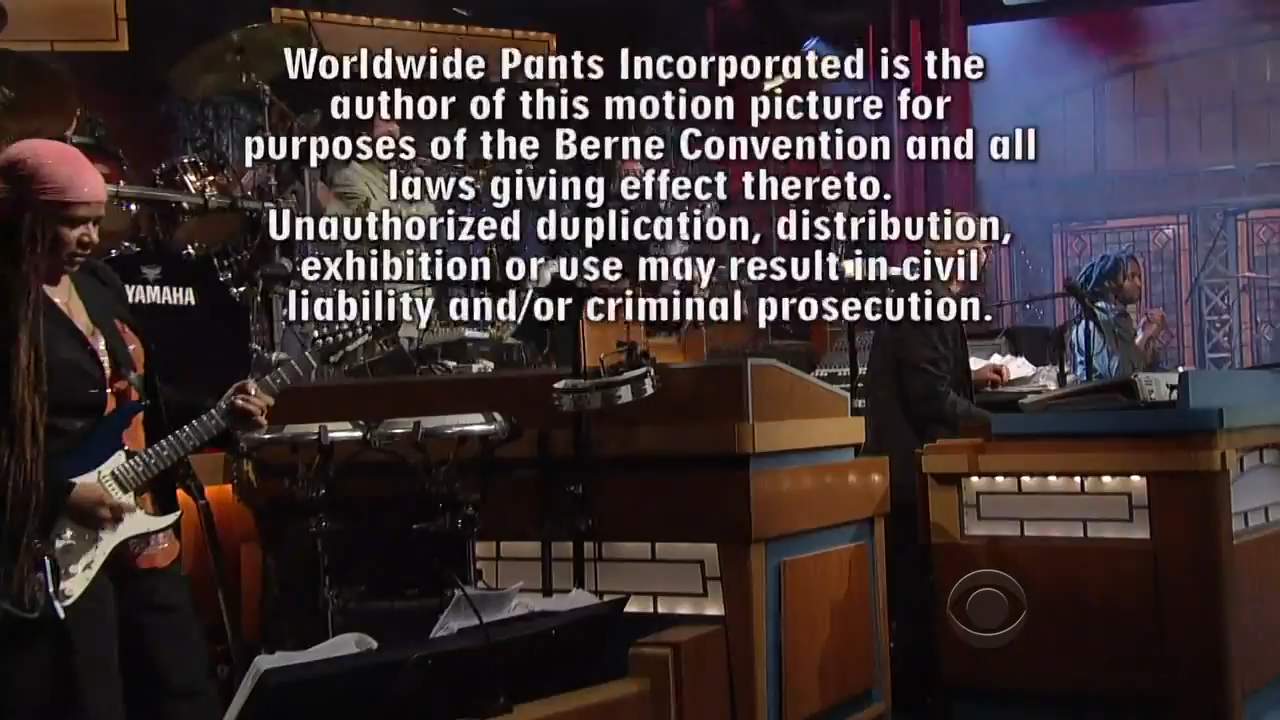 Worldwide Pants Incorporated is the
author of this motion picture for
purposes of the Berne Convention and all
laws giving effect thereto.
Unauthorized duplication, distribution,
exhibition or use may result in civil
liability and/or criminal prosecution.
YAMAHA